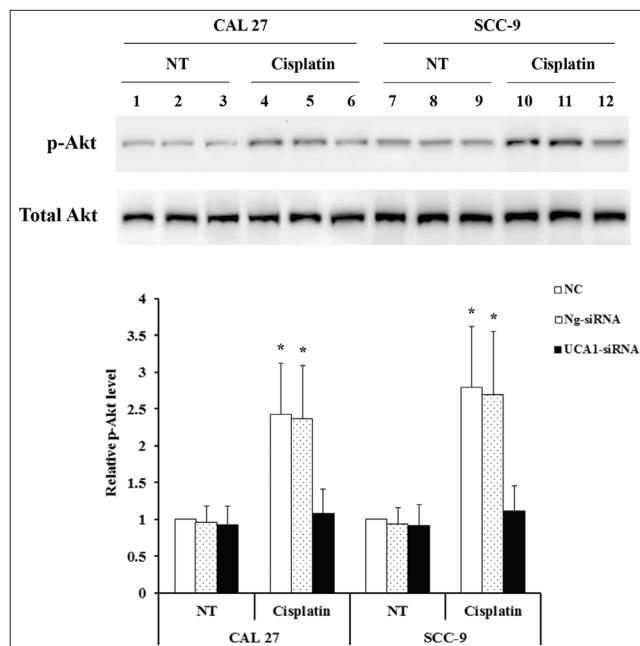 CAL 27 SCC-9
NT Cisplatin NT Cisplatin
1 2 3 4 5 6 7 8 9 10 11 12
p-Akt
Total Akt
NC
Ng-siRNA
UCA1-siRNA
Relative p-Akt level
4
3.5
3
2.5
2
1.5
1
0.5
0
* * * *
NT Cisplatin NT Cisplatin
CAL 27 SCC-9